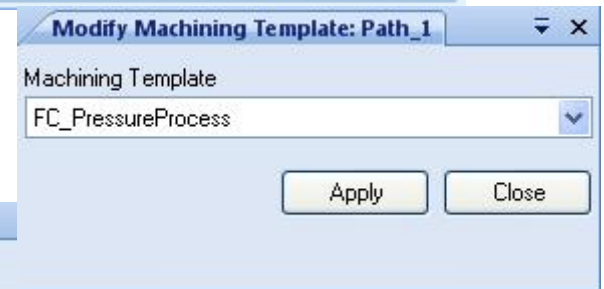 Modify Machining Template: Path_1
Machining Template
FC_PressureProcess
Apply Close